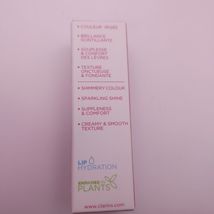 • COULEUR IRISÉE
• BRILLANCE
SCINTILLANTE
• SOUPLESSE
& CONFORT
DES LÈVRES
• TEXTURE
ONCTUEUSE
& FONDANTE
• SHIMMERY COLOUR
• SPARKLING SHINE
• SUPPLENESS
& COMFORT
• CREAMY & SMOOTH
TEXTURE
LIP
HYDRATION
ENRICHED
PLANTS
www.clarins.com